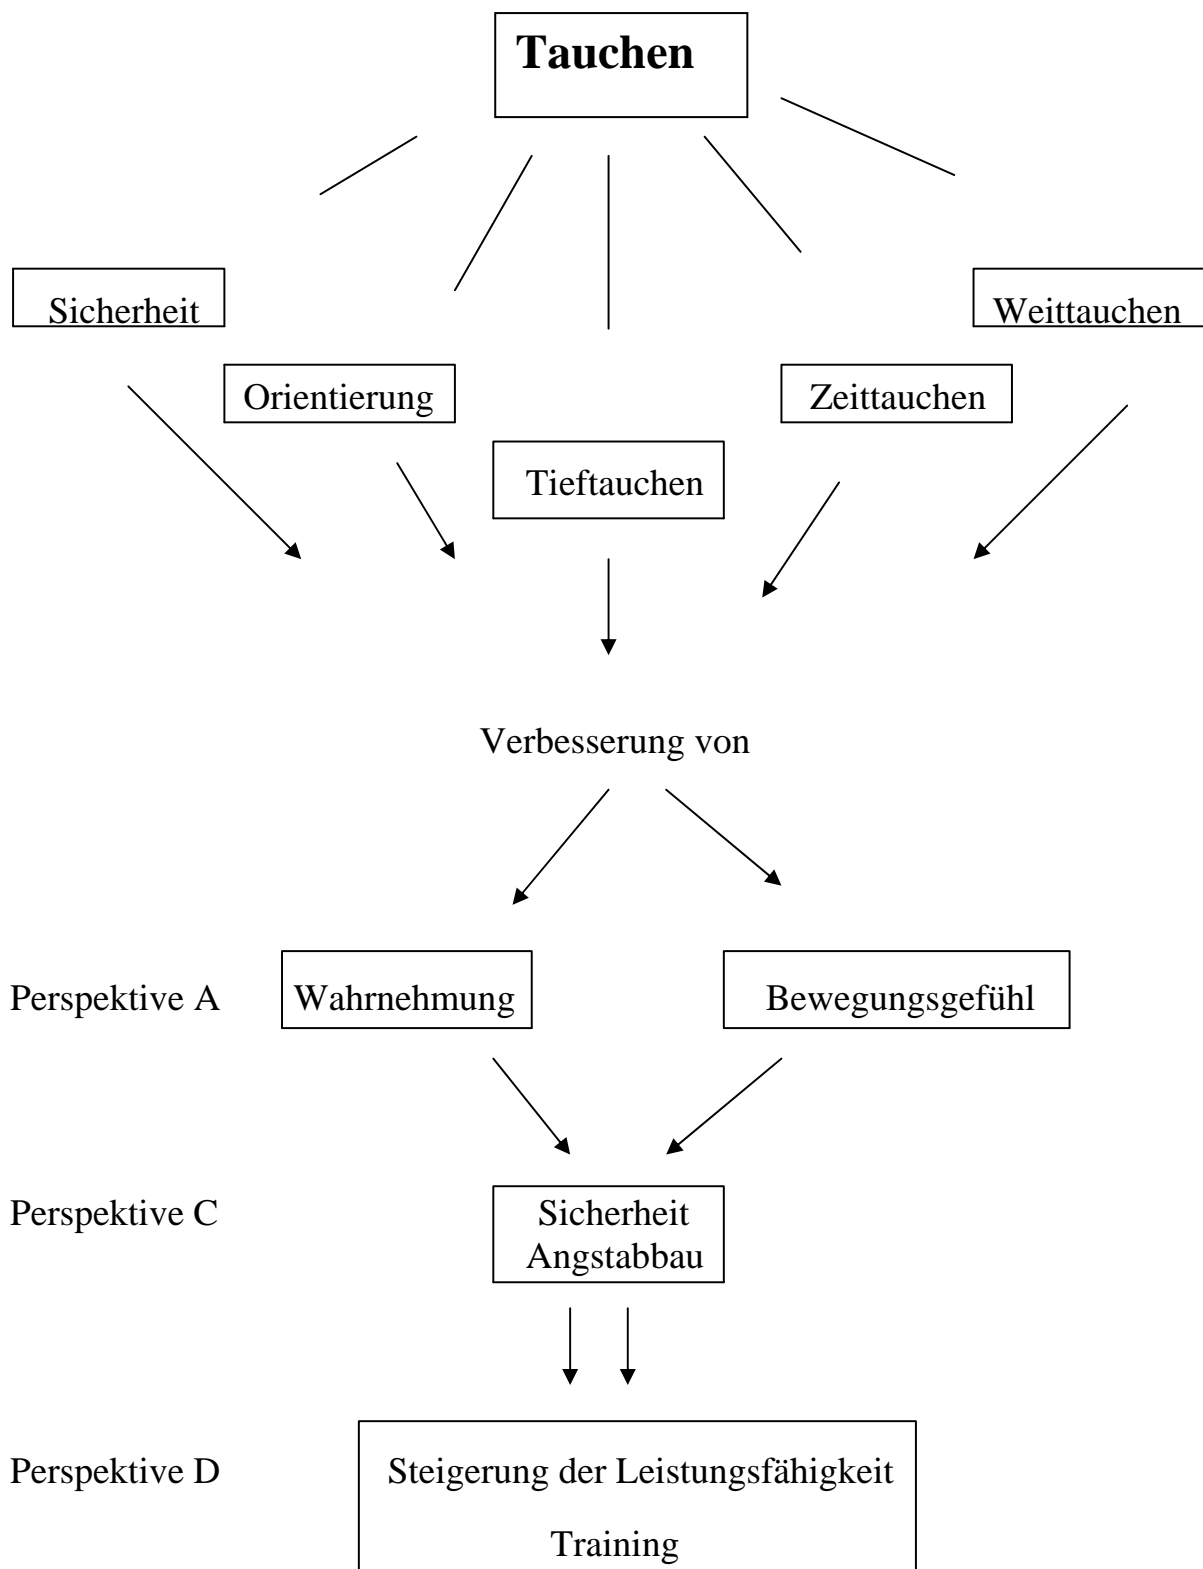 Tauchen
Sicherheit
Weittauchen
Orientierung
Zeittauchen
Tieftauchen
Verbesserung von
Perspektive A
Wahrnehmung
Bewegungsgefühl
Perspektive C
Sicherheit
Angstabbau
Perspektive D
Steigerung der Leistungsfähigkeit
Training